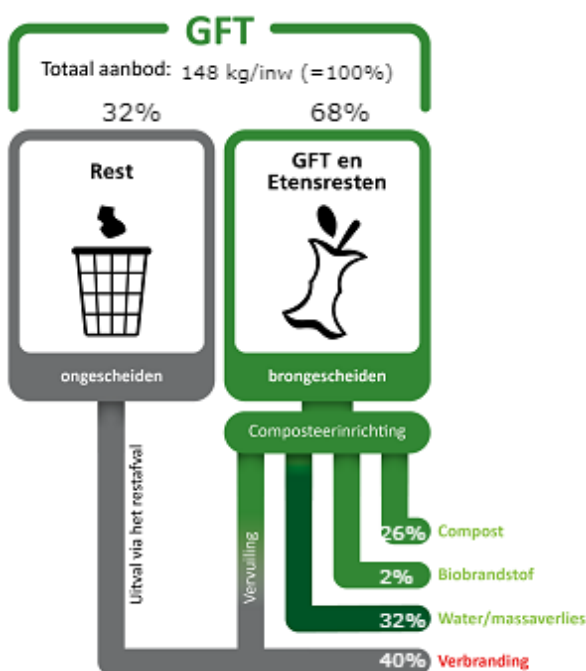 GFT
Totaal aanbod: 148 kg/inw (=100%)
32%
68%
Rest
GFT en
Etensresten
ongescheiden
brongescheiden
Composteerinrichting
Uitval via het restafval
Vervuiling
26% Compost
2% Biobrandstof
32% Water/massaverlies
40% Verbranding